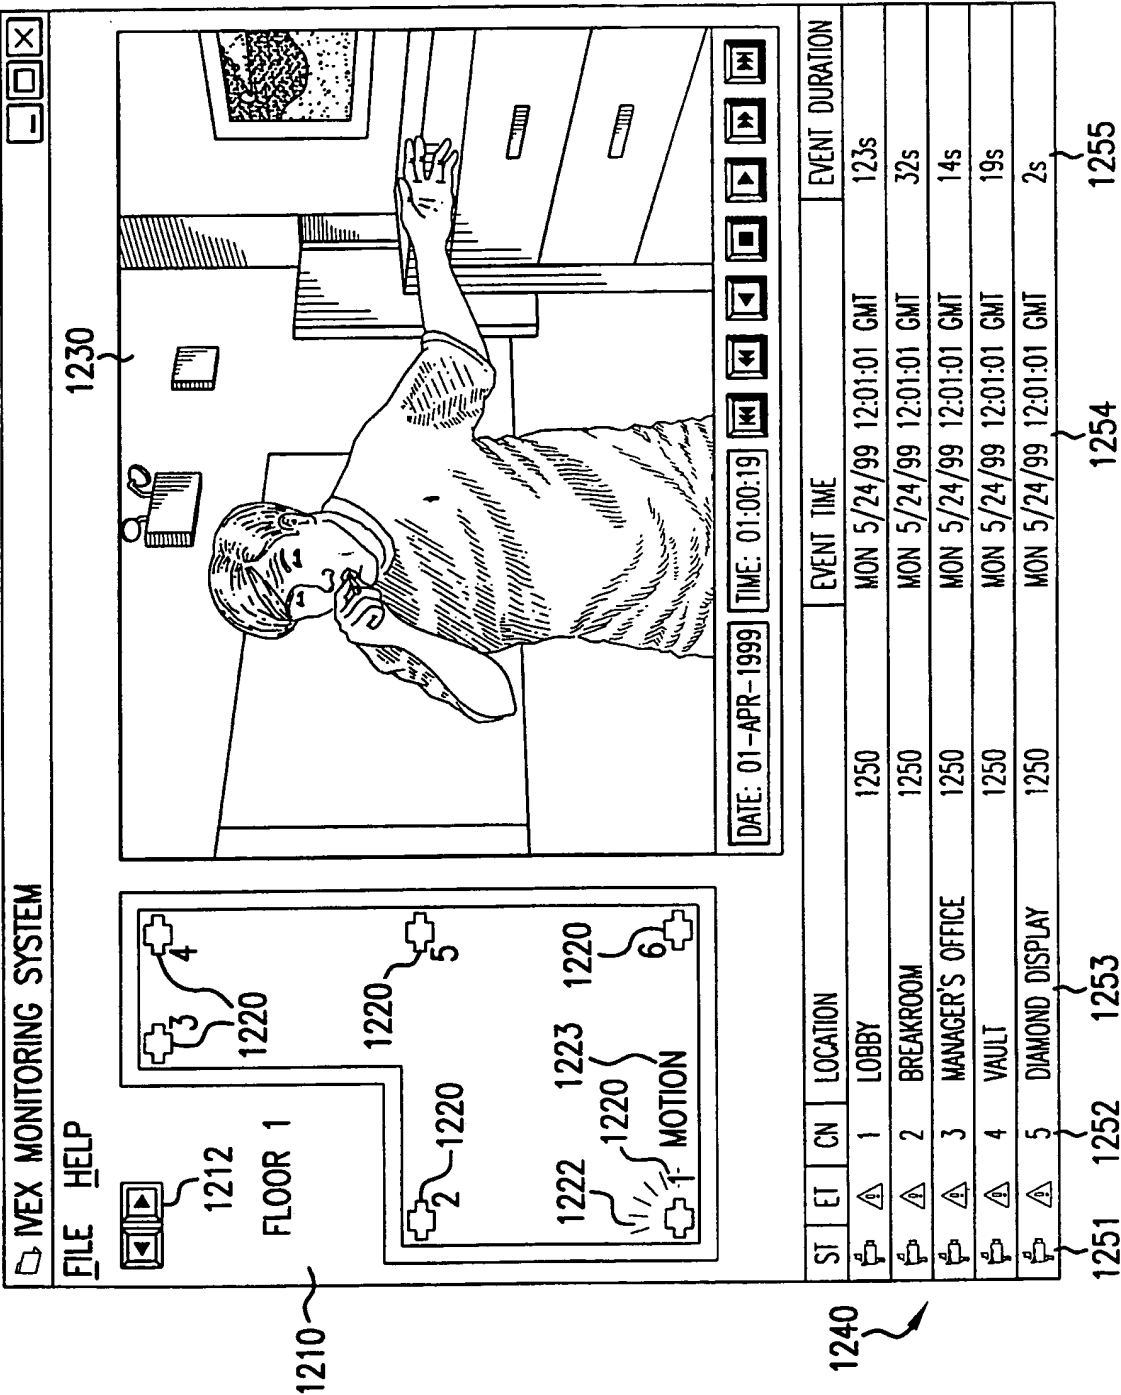 IVEX MONITORING SYSTEM
FILE HELP
1212
FLOOR 1
1210
3
4
1220
2
1220
5
1220
1222
1220
1223
1
MOTION
6
1220
1230
DATE: 01-APR-1999 TIME: 01:00:19
1240
ST ET CN LOCATION EVENT TIME EVENT DURATION
1 LOBBY 1250 MON 5/24/99 12:01:01 GMT 123s
2 BREAKROOM 1250 MON 5/24/99 12:01:01 GMT 32s
3 MANAGER'S OFFICE 1250 MON 5/24/99 12:01:01 GMT 14s
4 VAULT 1250 MON 5/24/99 12:01:01 GMT 19s
5 DIAMOND DISPLAY 1250 MON 5/24/99 12:01:01 GMT 2s
1251 1252 1253 1254 1255